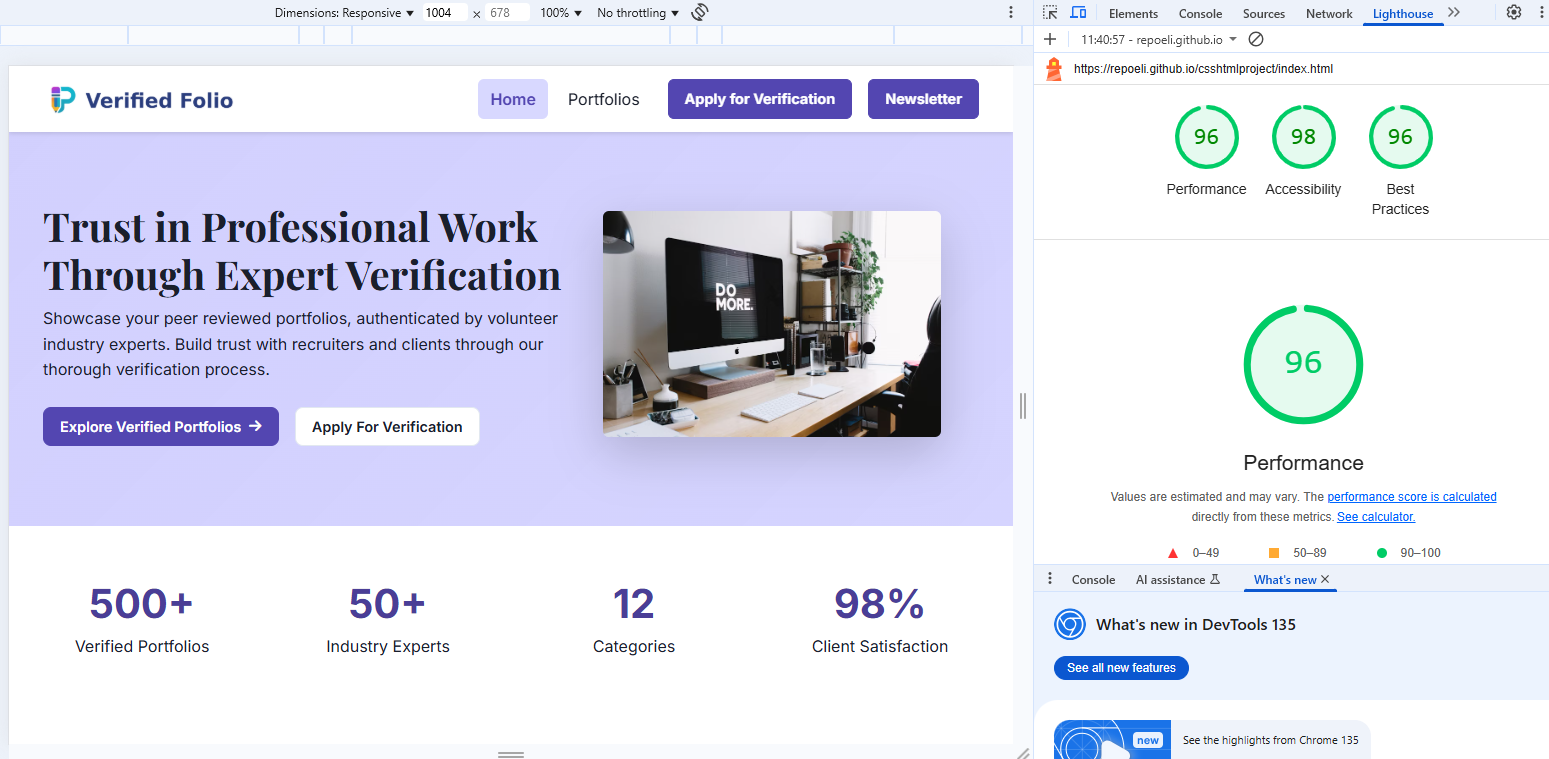 Dimensions: Responsive ▼ 1004 × 678 100% ▼ No throttling ▼
Verified Folio
Home Portfolios Apply for Verification Newsletter
Trust in Professional Work
Through Expert Verification
Showcase your peer reviewed portfolios, authenticated by volunteer
industry experts. Build trust with recruiters and clients through our
thorough verification process.
Explore Verified Portfolios → Apply For Verification
DO
MORE.
500+ 50+ 12 98%
Verified Portfolios Industry Experts Categories Client Satisfaction
Elements Console Sources Network Lighthouse
11:40:57 - repoeli.github.io
https://repoeli.github.io/csshtmlproject/index.html
96 98 96
Performance Accessibility Best
Practices
96
Performance
Values are estimated and may vary. The performance score is calculated
directly from these metrics. See calculator.
0–49 50–89 90–100
Console AI assistance What's new ×
What's new in DevTools 135
See all new features
new See the highlights from Chrome 135